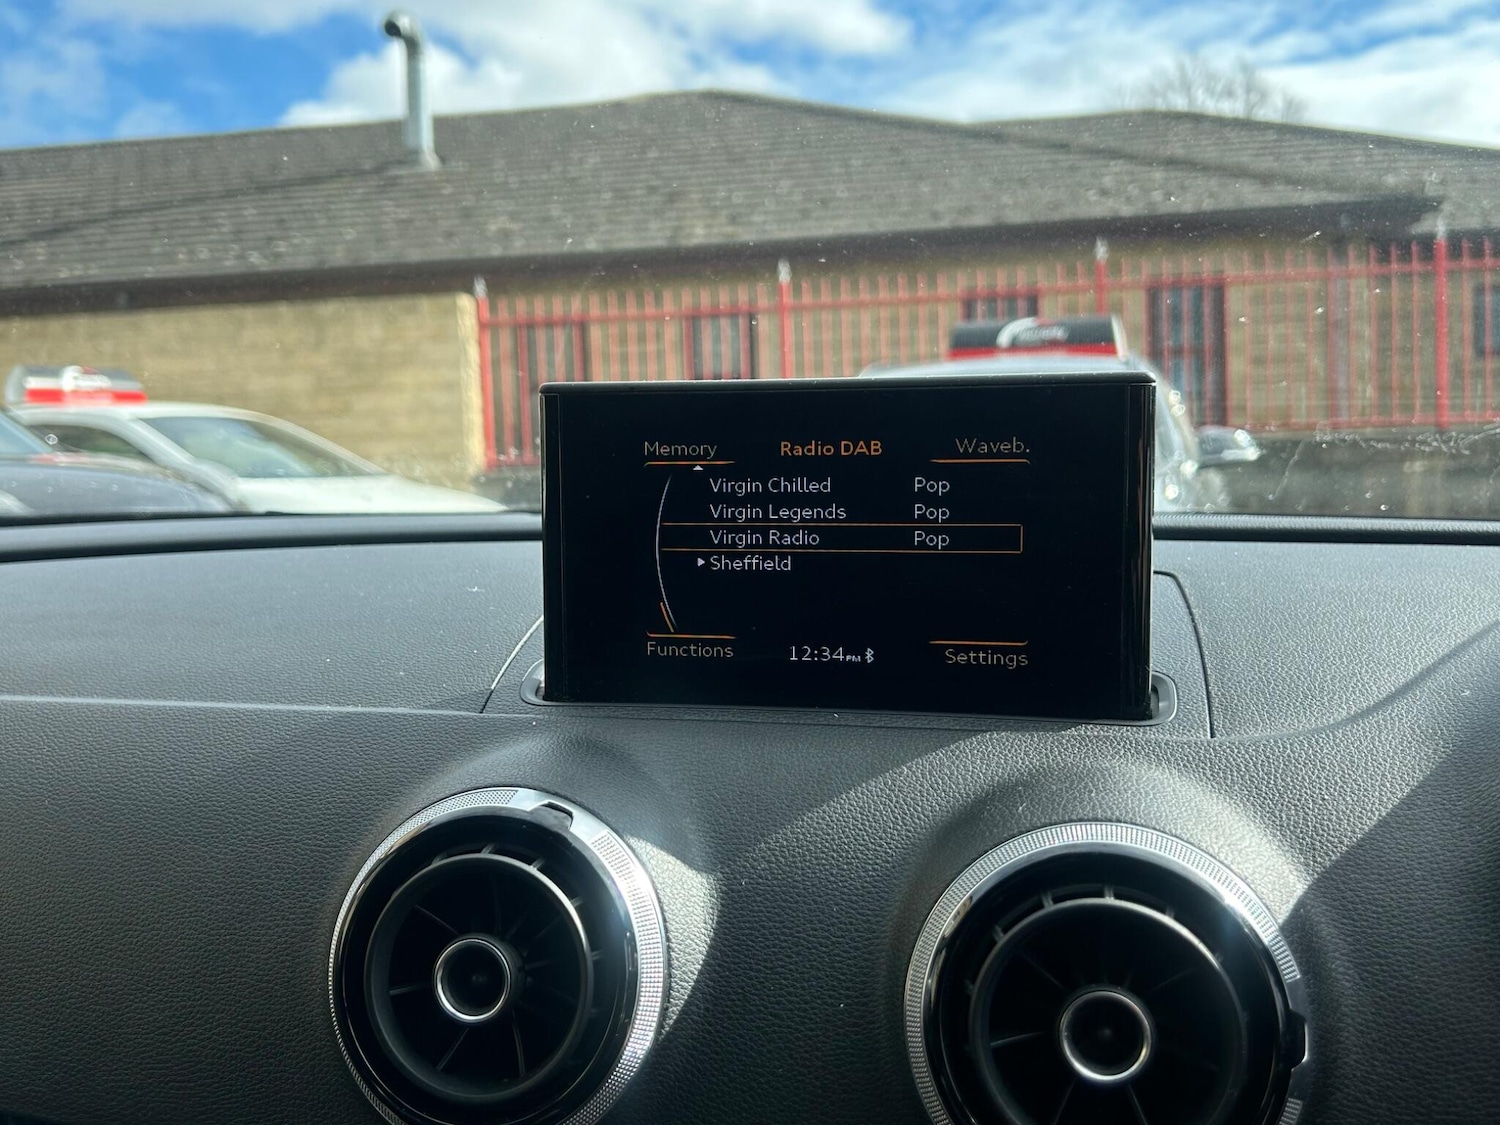 Memory Radio DAB Waveb.
Virgin Chilled Pop
Virgin Legends Pop
Virgin Radio Pop
Sheffield
Functions 12:34PM Settings